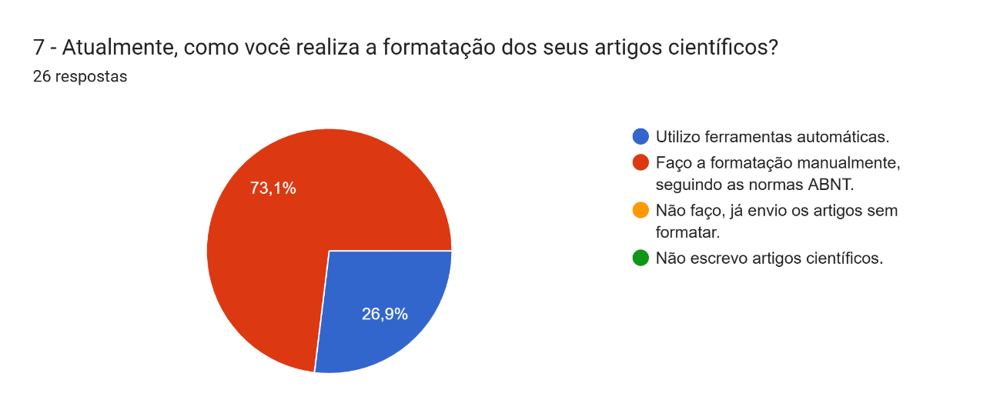 7 - Atualmente, como você realiza a formatação dos seus artigos científicos?
26 respostas
73,1%
26,9%
Utilizo ferramentas automáticas.
Faço a formatação manualmente,
seguindo as normas ABNT.
Não faço, já envio os artigos sem
formatar.
Não escrevo artigos científicos.